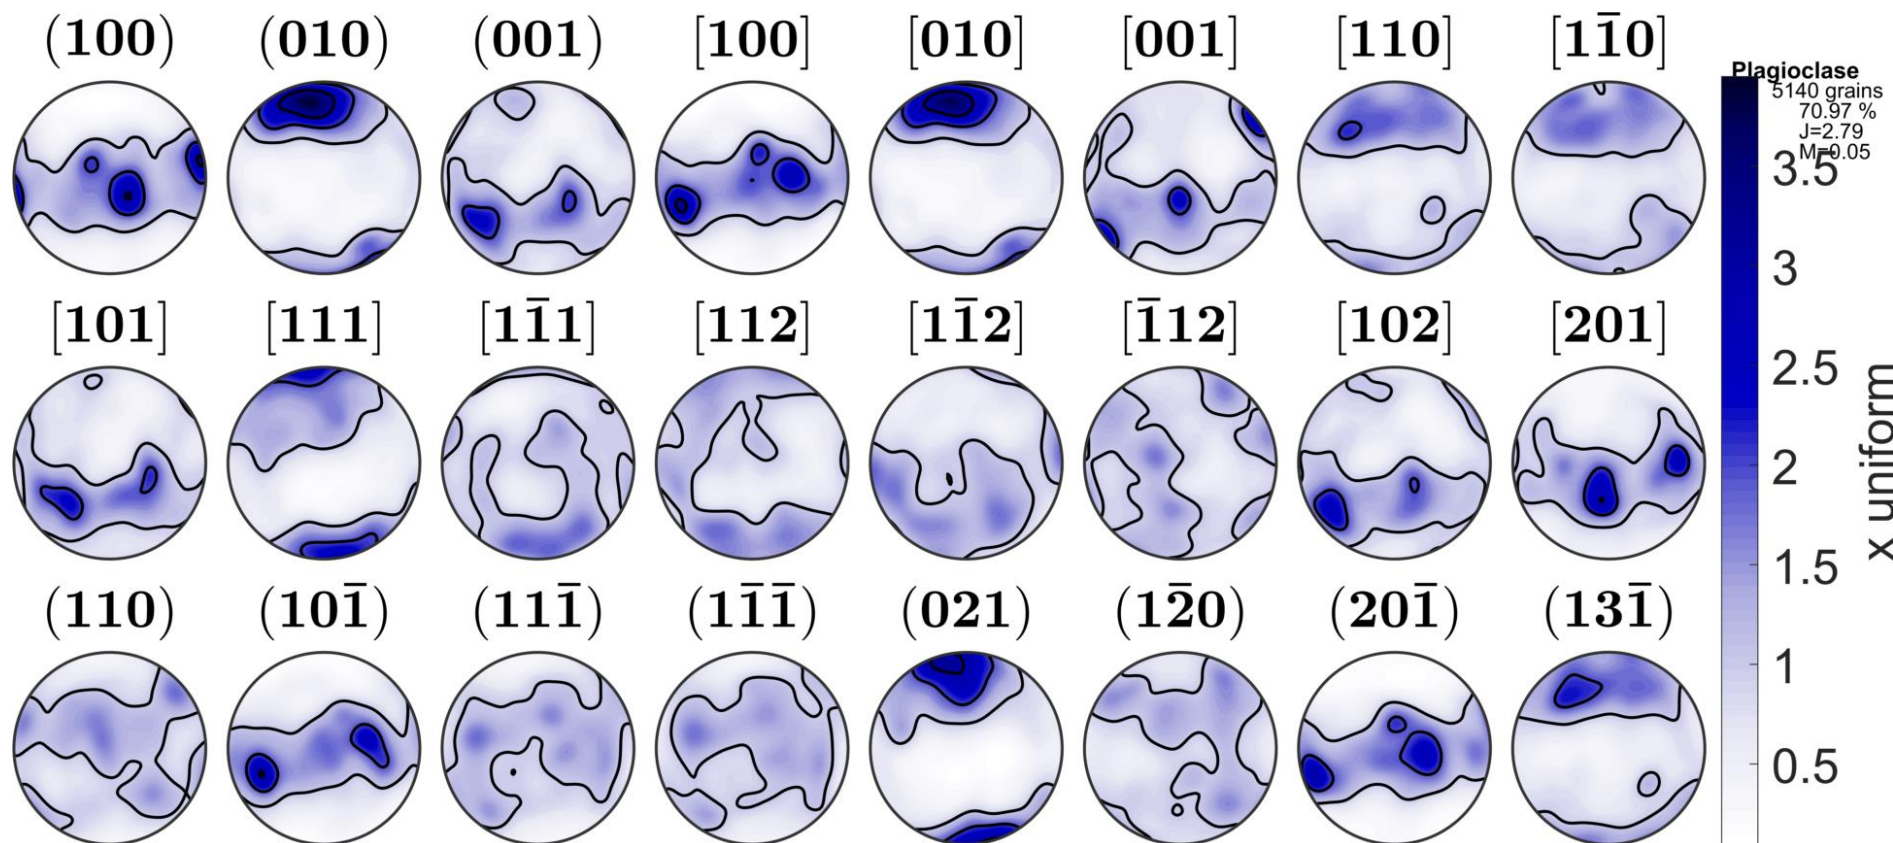 (100) (010) (001) [100] [010] [001] [110] [11̄0]
Plagioclase
5140 grains
70.97 %
J=2.79
M=0.05
[101] [111] [11̄1] [112] [11̄2] [1̄12] [102] [201]
(110) (101̄) (111̄) (11̄1̄) (021) (12̄0) (201̄) (131̄)
3.5
3
2.5
2
1.5
1
0.5
x uniform